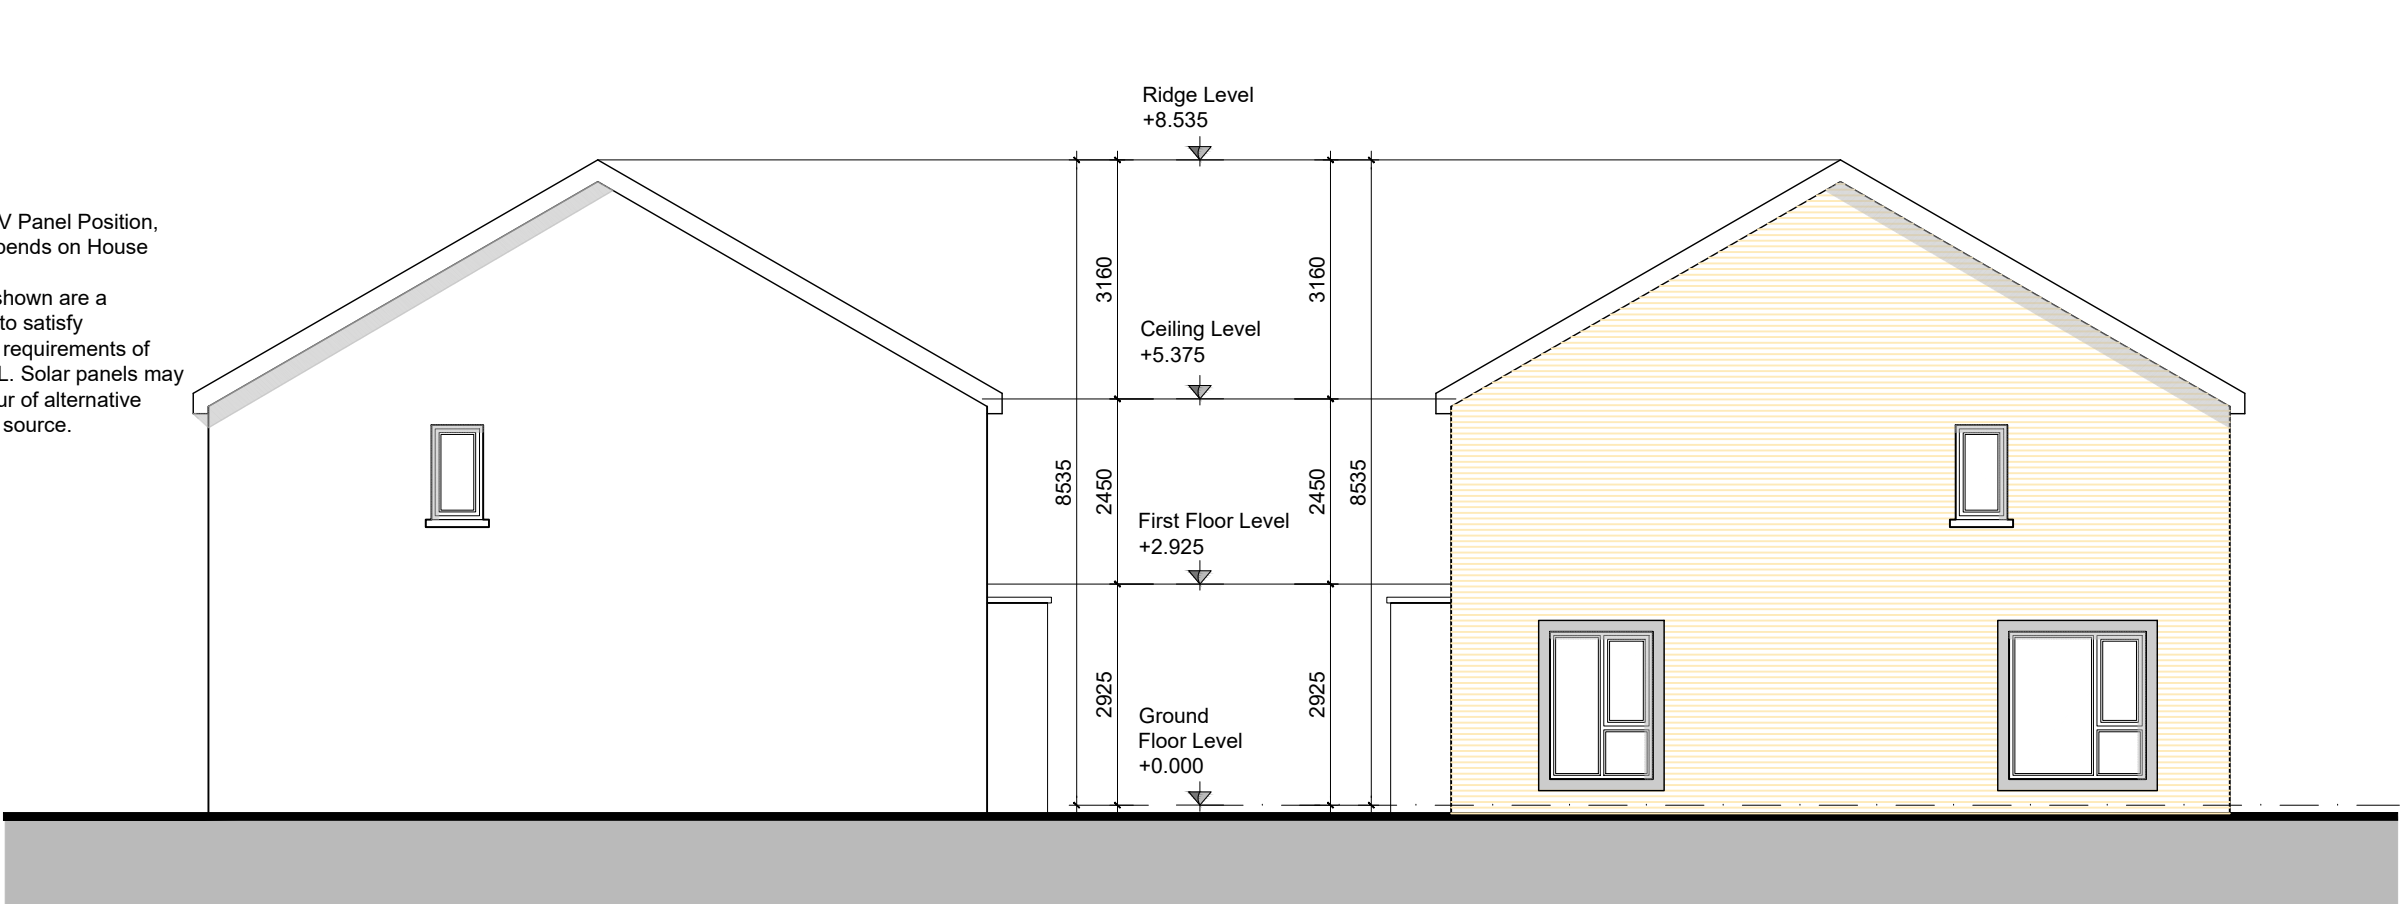 V Panel Position,
ends on House
shown are a
to satisfy
requirements of
L. Solar panels may
ur of alternative
source.
Ridge Level
+8.535
3160
3160
Ceiling Level
+5.375
8535
2450
2450
8535
First Floor Level
+2.925
2925
2925
Ground
Floor Level
+0.000